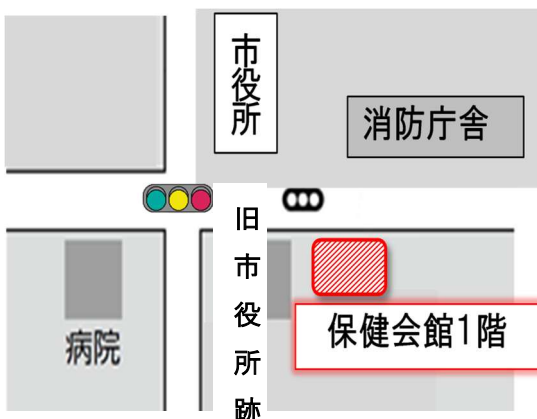 市役所
消防庁舎
旧市役所跡
病院
保健会館1階